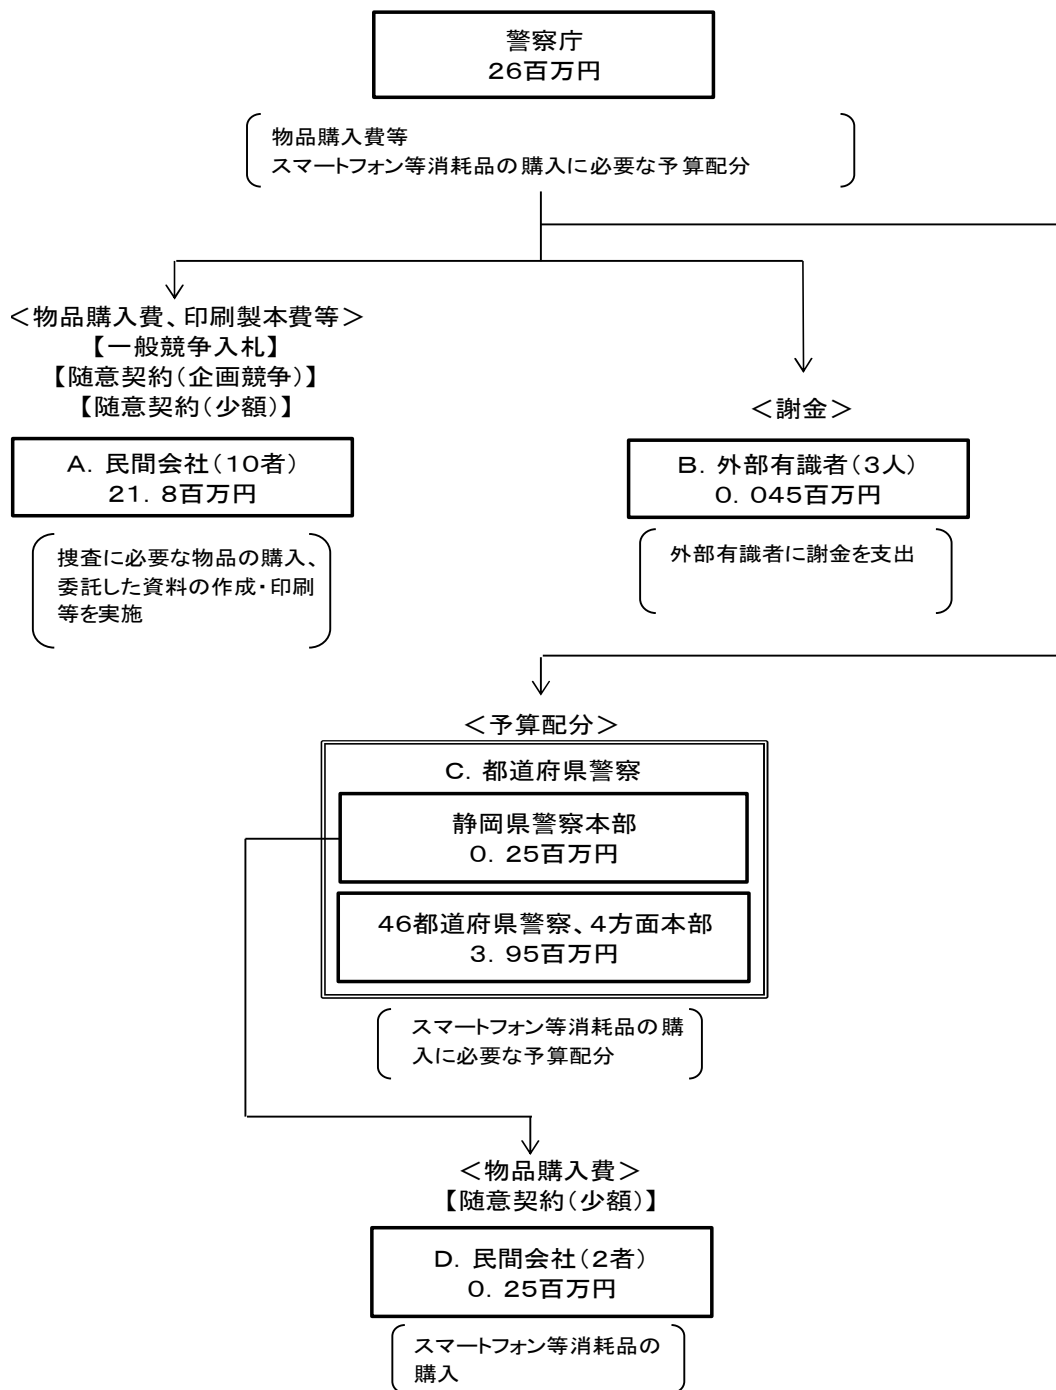 警察庁
26百万円
物品購入費等
スマートフォン等消耗品の購入に必要な予算配分
＜物品購入費、印刷製本費等＞
【一般競争入札】
【随意契約（企画競争）】
【随意契約（少額）】
＜謝金＞
A．民間会社（10者）
21．8百万円
B．外部有識者（3人）
0．045百万円
捜査に必要な物品の購入、
委託した資料の作成・印刷
等を実施
外部有識者に謝金を支出
＜予算配分＞
C．都道府県警察
静岡県警察本部
0．25百万円
46都道府県警察、4方面本部
3．95百万円
スマートフォン等消耗品の購
入に必要な予算配分
＜物品購入費＞
【随意契約（少額）】
D．民間会社（2者）
0．25百万円
スマートフォン等消耗品の
購入